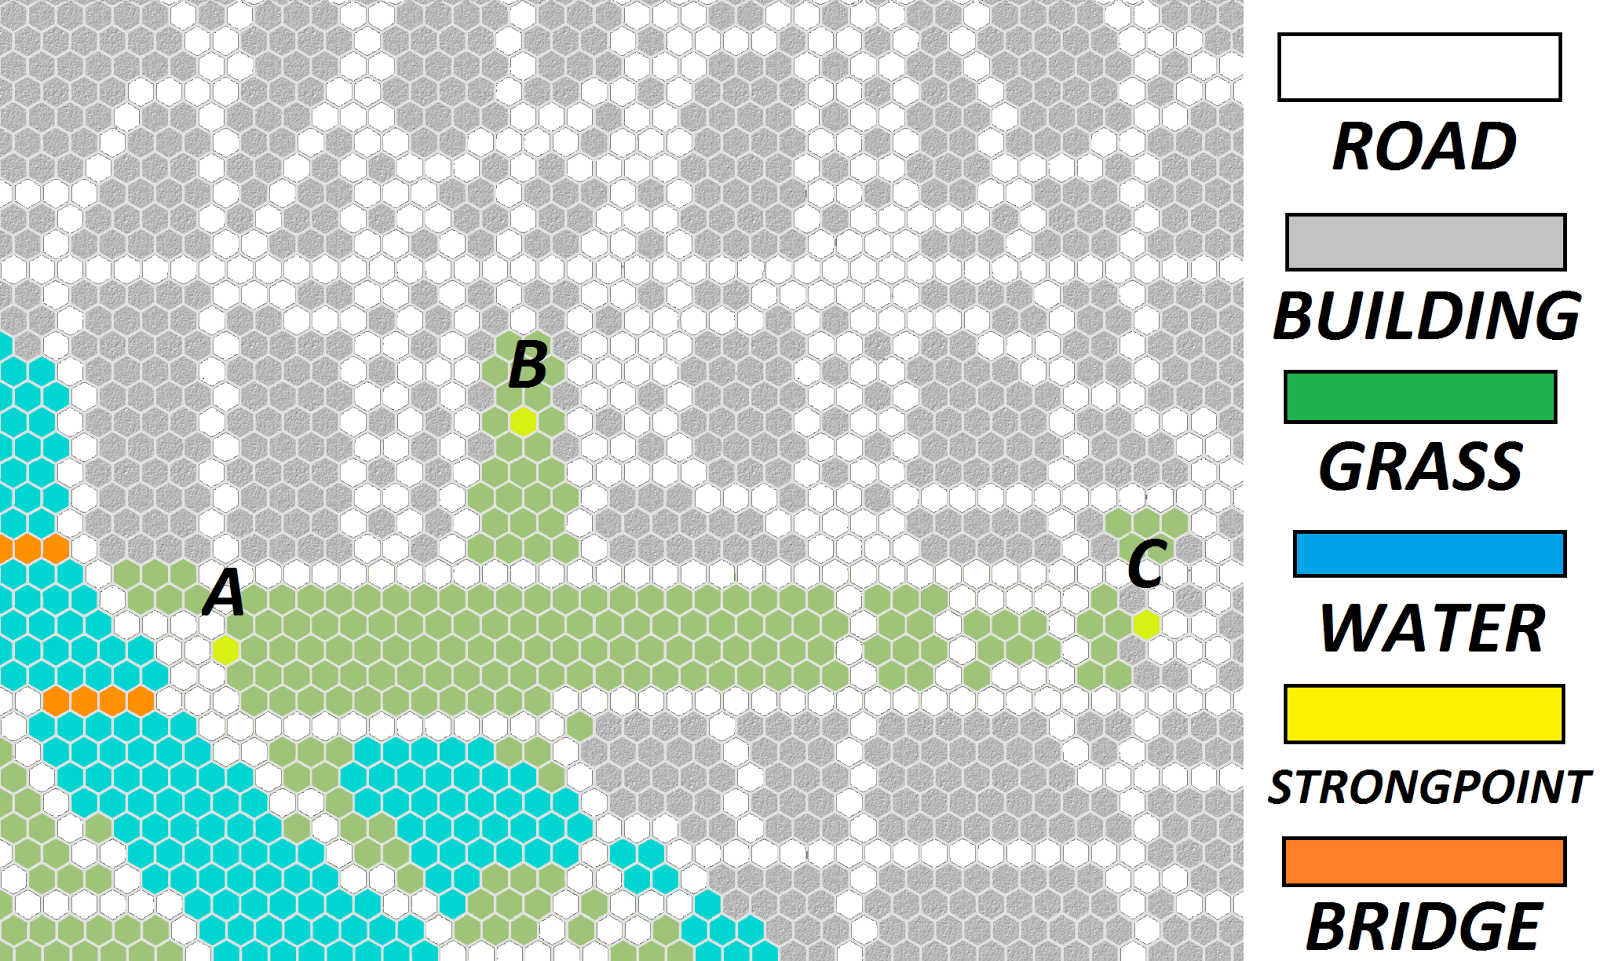 B
A
C
ROAD
BUILDING
GRASS
WATER
STRONGPOINT
BRIDGE